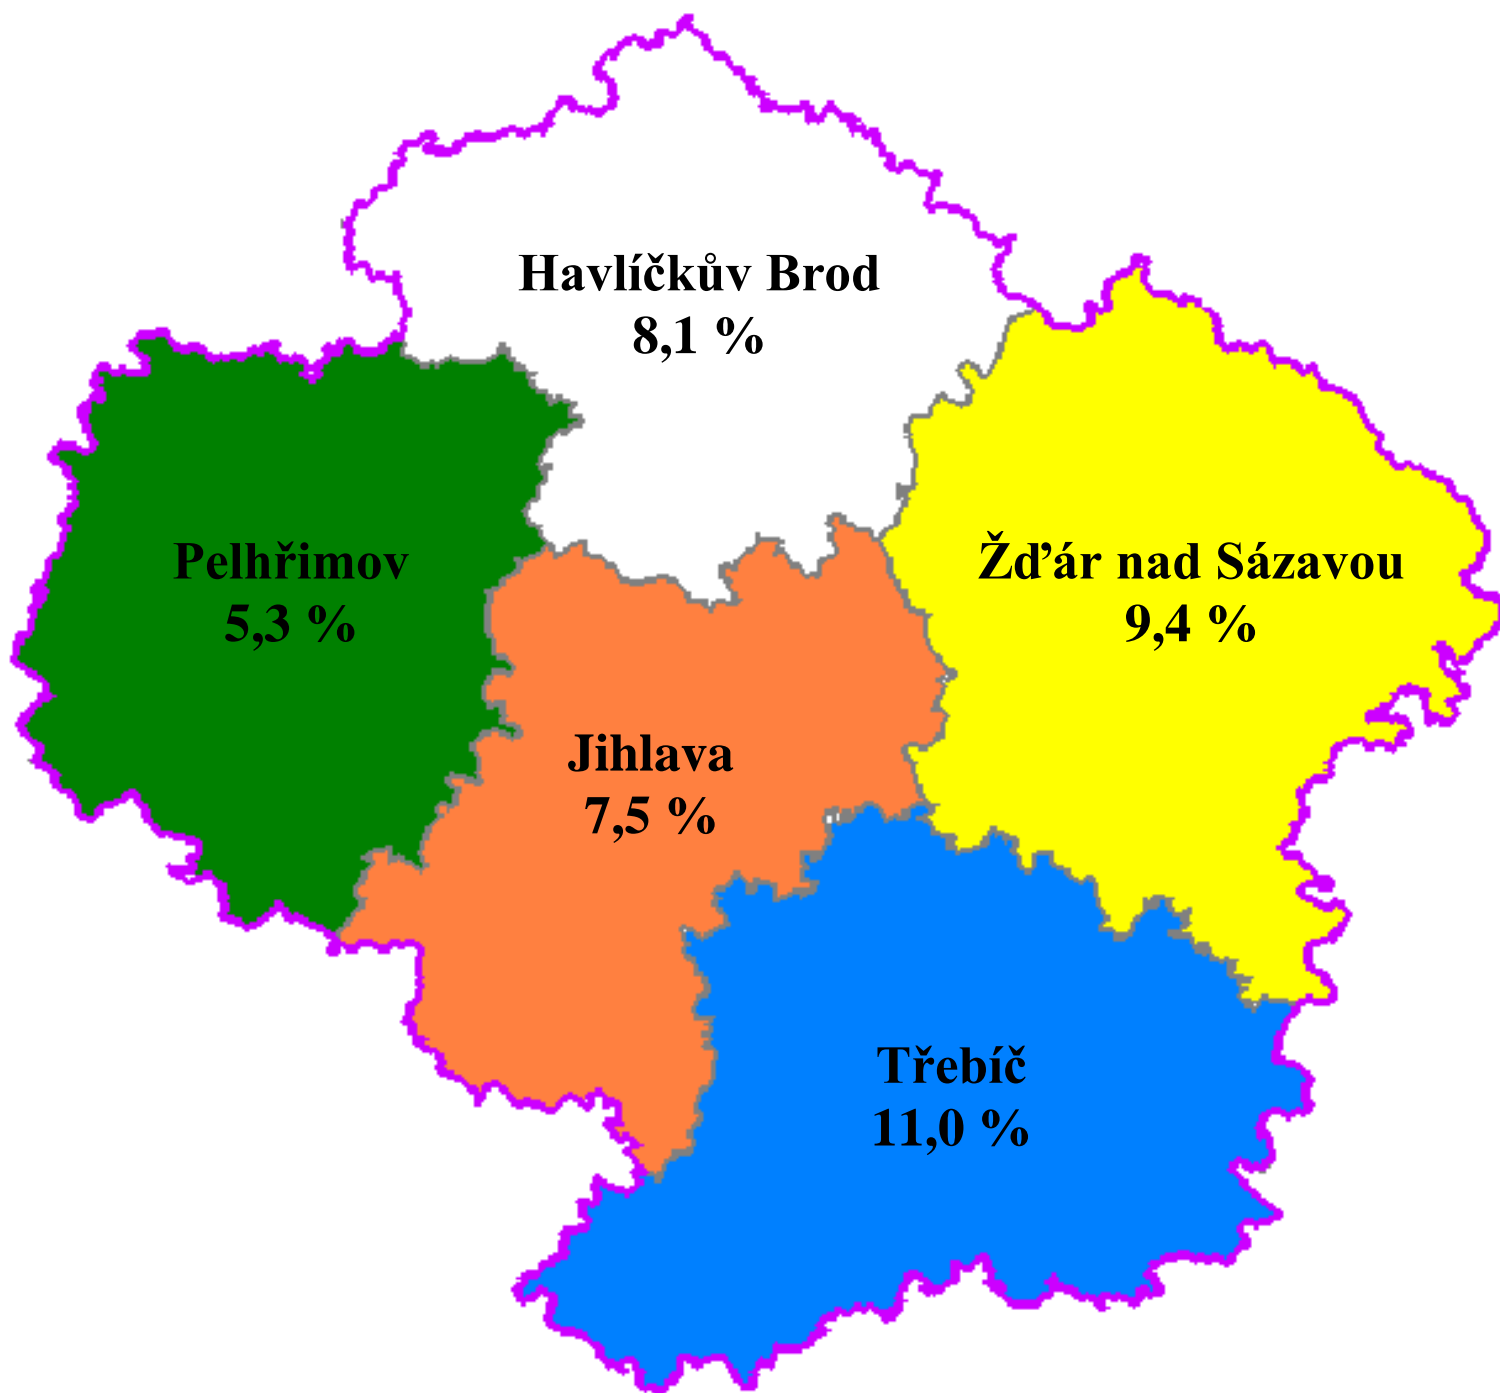 Havlíčkův Brod
8,1 %
Pelhřimov
5,3 %
Žďár nad Sázavou
9,4 %
Jihlava
7,5 %
Třebíč
11,0 %